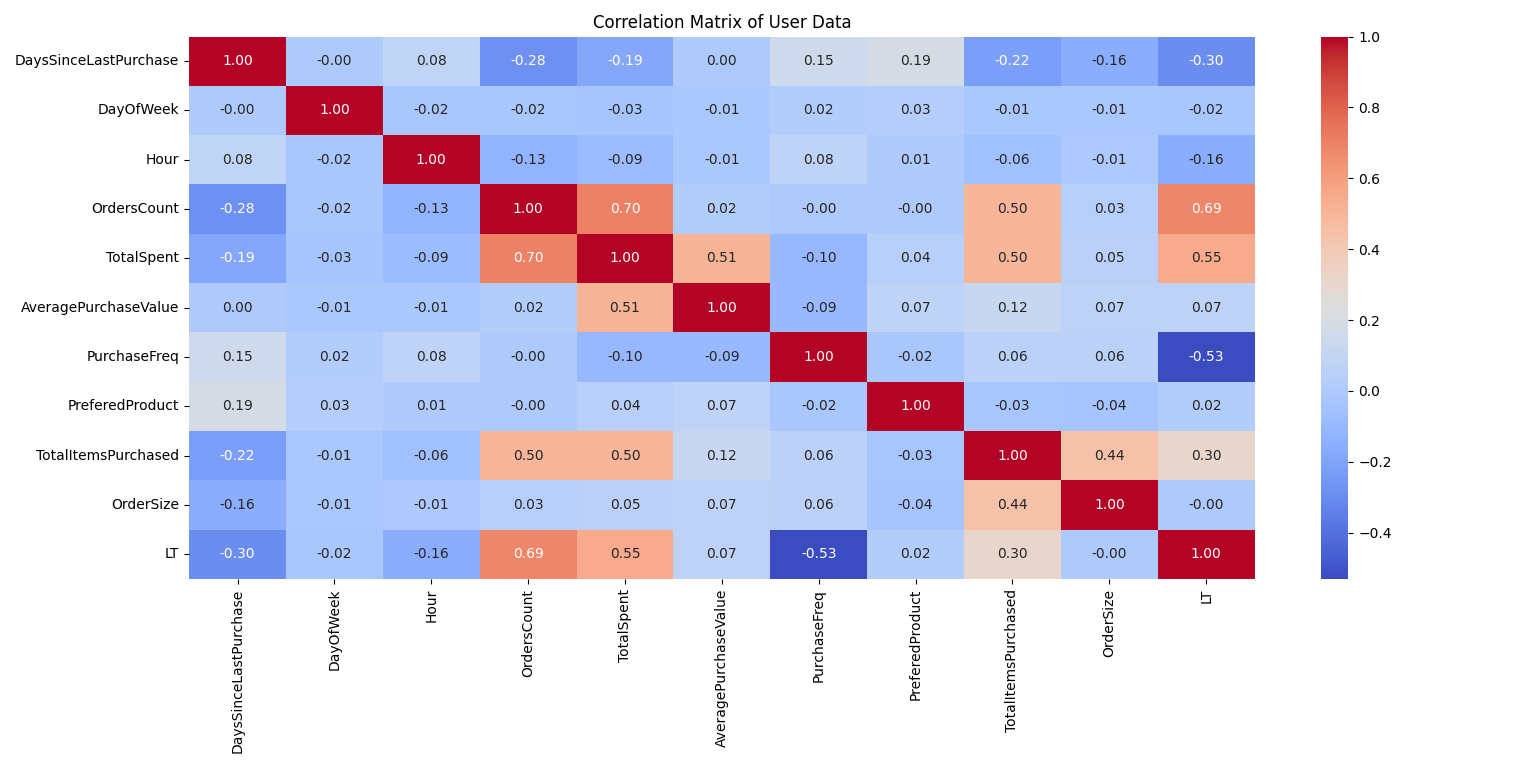 Correlation Matrix of User Data
DaysSinceLastPurchase 1.00 -0.00 0.08 -0.28 -0.19 0.00 0.15 0.19 -0.22 -0.16 -0.30
DayOfWeek -0.00 1.00 -0.02 -0.02 -0.03 -0.01 0.02 0.03 -0.01 -0.01 -0.02
Hour 0.08 -0.02 1.00 -0.13 -0.09 -0.01 0.08 0.01 -0.06 -0.01 -0.16
OrdersCount -0.28 -0.02 -0.13 1.00 0.70 0.02 -0.00 -0.00 0.50 0.03 0.69
TotalSpent -0.19 -0.03 -0.09 0.70 1.00 0.51 -0.10 0.04 0.50 0.05 0.55
AveragePurchaseValue 0.00 -0.01 -0.01 0.02 0.51 1.00 -0.09 0.07 0.12 0.07 0.07
PurchaseFreq 0.15 0.02 0.08 -0.00 -0.10 -0.09 1.00 -0.02 0.06 0.06 -0.53
PreferedProduct 0.19 0.03 0.01 -0.00 0.04 0.07 -0.02 1.00 -0.03 -0.04 0.02
TotalItemsPurchased -0.22 -0.01 -0.06 0.50 0.50 0.12 0.06 -0.03 1.00 0.44 0.30
OrderSize -0.16 -0.01 -0.01 0.03 0.05 0.07 0.06 -0.04 0.44 1.00 -0.00
LT -0.30 -0.02 -0.16 0.69 0.55 0.07 -0.53 0.02 0.30 -0.00 1.00
DaysSinceLastPurchase
DayOfWeek
Hour
OrdersCount
TotalSpent
AveragePurchaseValue
PurchaseFreq
PreferedProduct
TotalItemsPurchased
OrderSize
LT
1.0
0.8
0.6
0.4
0.2
0.0
−0.2
−0.4